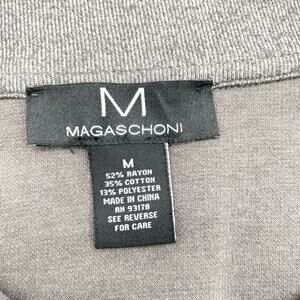 M
MAGASCHONI
M
52% RAYON
35% COTTON
13% POLYESTER
MADE IN CHINA
RN 93178
SEE REVERSE
FOR CARE